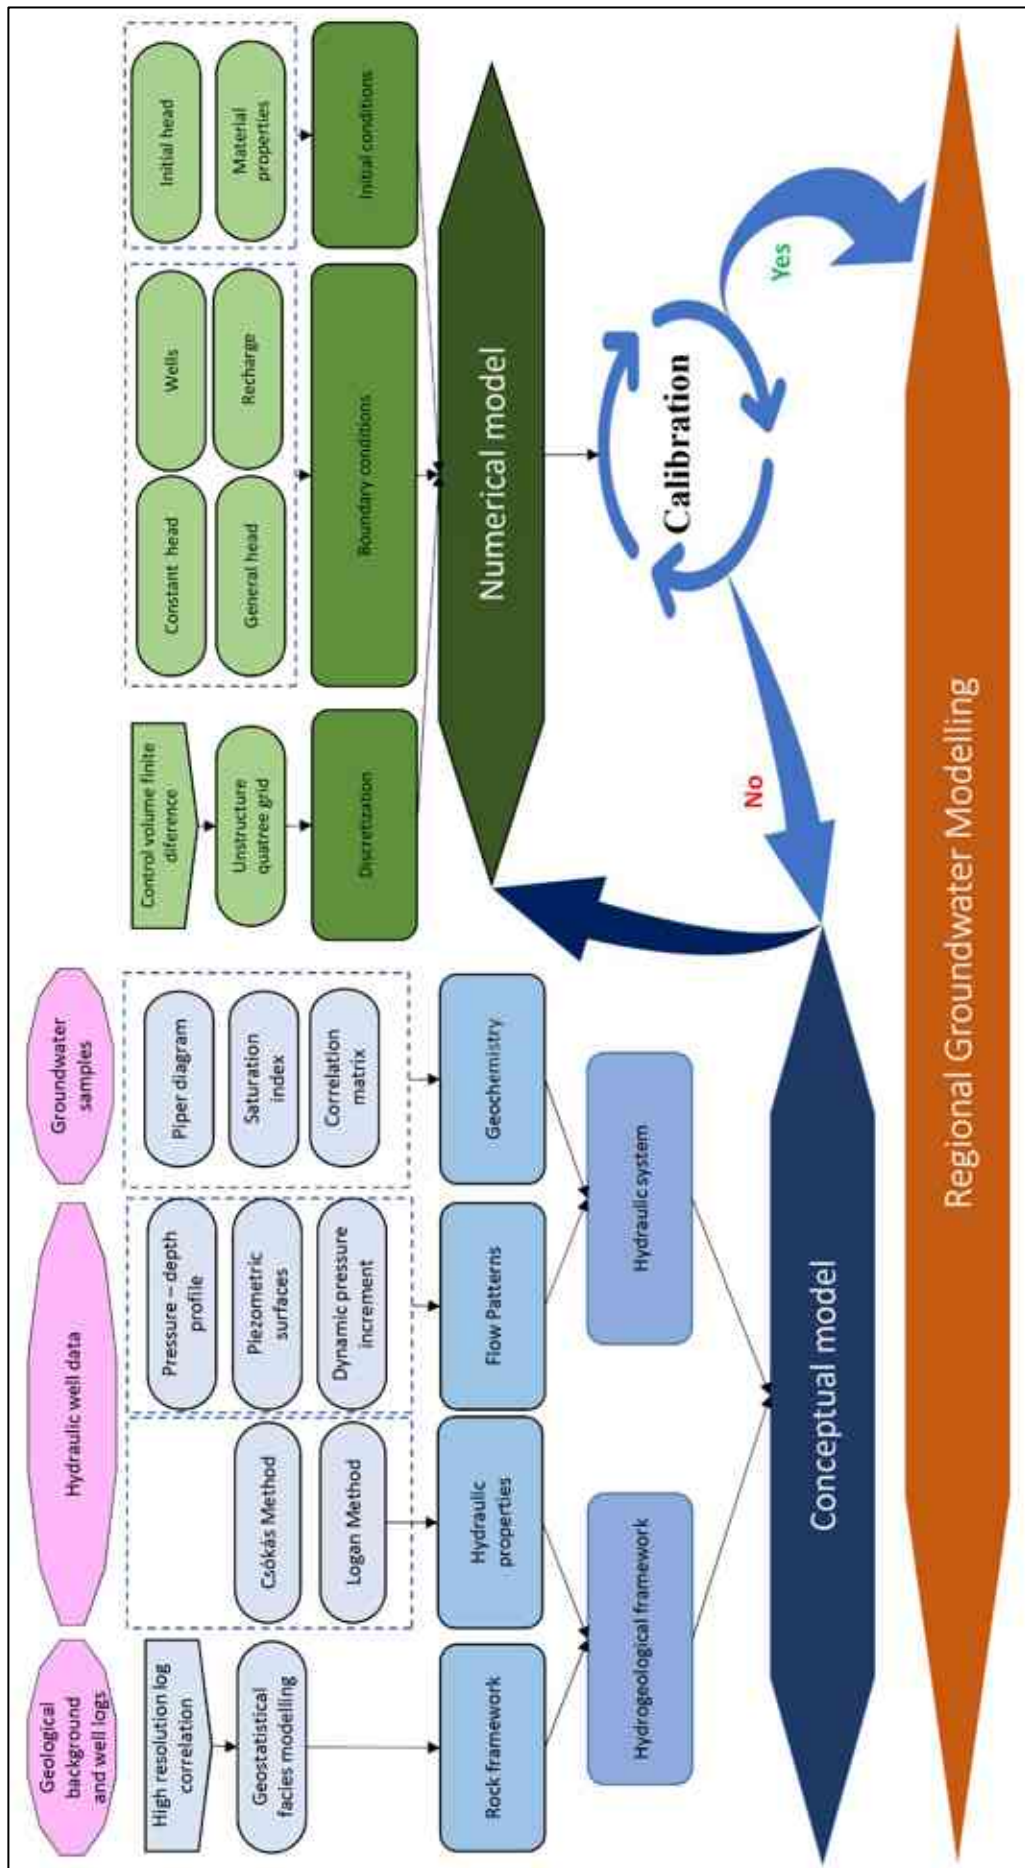 Geological
background
and well logs
Hydraulic well data
Groundwater
samples
High resolution log
correlation
Geostatistical
facies modelling
Csókás Method
Logan Method
Pressure – depth
profile
Piezometric
surfaces
Dynamic pressure
increment
Piper diagram
Saturation
index
Correlation
matrix
Rock framework
Hydraulic
properties
Flow Patterns
Geochemistry
Hydrogeological framework
Hydraulic system
Conceptual model
Control volume finite
diference
Unstructure
quatree grid
Discretization
Constant head
Wells
General head
Recharge
Boundary conditions
Initial head
Material
properties
Initial conditions
Numerical model
Calibration
No
Yes
Regional Groundwater Modelling